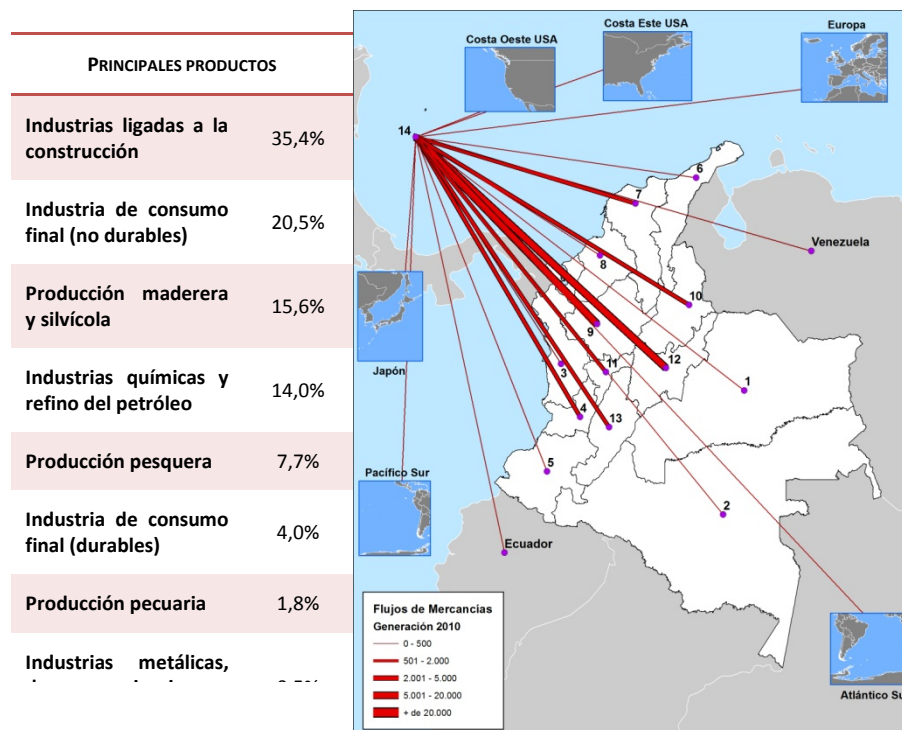 PRINCIPALES PRODUCTOS
Industrias ligadas a la
construcción
35,4%
Industria de consumo
final (no durables)
20,5%
Producción maderera
y silvícola
15,6%
Industrias químicas y
refino del petróleo
14,0%
Producción pesquera
7,7%
Industria de consumo
final (durables)
4,0%
Producción pecuaria
1,8%
Industrias metálicas,
Costa Oeste USA
Costa Este USA
Europa
14
6
7
Venezuela
8
10
9
Japón
3
11
12
1
4
13
Pacífico Sur
5
2
Ecuador
Flujos de Mercancías
Generación 2010
0 - 500
501 - 2.000
2.001 - 5.000
5.001 - 20.000
+ de 20.000
Atlántico Su